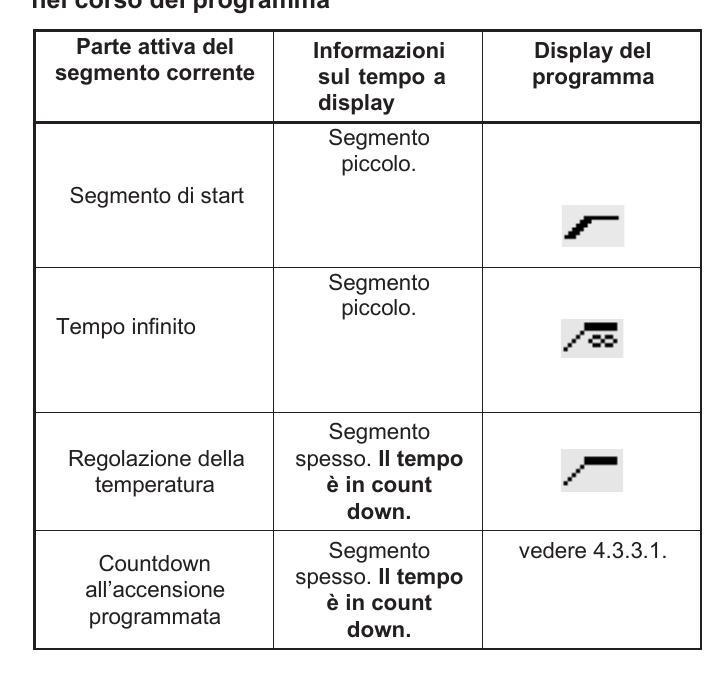 nel corso del programma
Parte attiva del
segmento corrente
Informazioni
sul tempo a
display
Display del
programma
Segmento di start
Segmento
piccolo.
Tempo infinito
Segmento
piccolo.
Regolazione della
temperatura
Segmento
spesso. Il tempo
è in count
down.
Countdown
all'accensione
programmata
Segmento
spesso. Il tempo
è in count
down.
vedere 4.3.3.1.